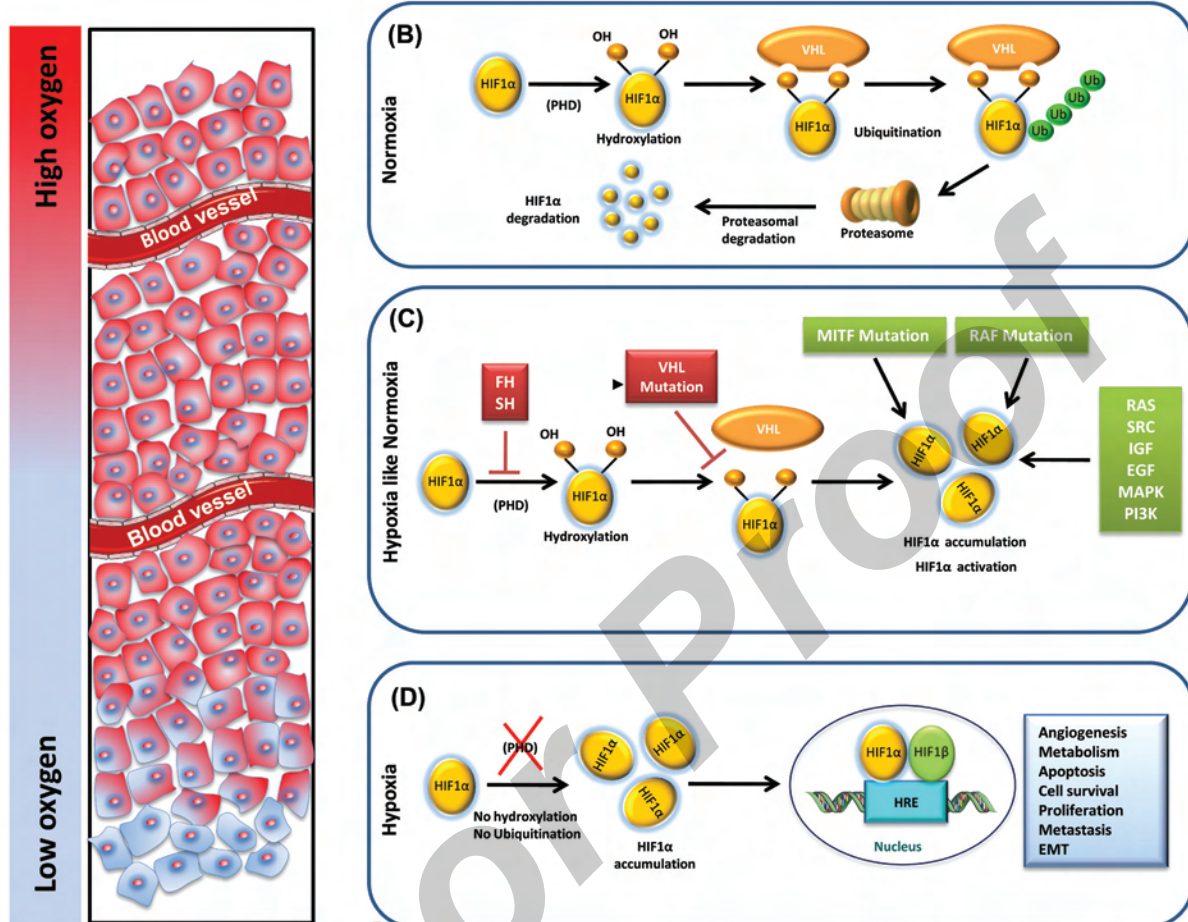 High oxygen
Low oxygen
Blood vessel
Blood vessel
(B)
Normoxia
HIF1α
(PHD)
OH
OH
HIF1α
Hydroxylation
VHL
HIF1α
Ubiquitination
VHL
HIF1α
Ub
Ub
Ub
Ub
Proteasome
Proteasomal
degradation
HIF1α
degradation
(C)
Hypoxia like Normoxia
FH
SH
HIF1α
(PHD)
OH
OH
HIF1α
Hydroxylation
VHL
Mutation
VHL
HIF1α
MITF Mutation
RAF Mutation
HIF1α
HIF1α
HIF1α
HIF1α accumulation
HIF1α activation
RAS
SRC
IGF
EGF
MAPK
PI3K
(D)
Hypoxia
HIF1α
(PHD)
No hydroxylation
No Ubiquitination
HIF1α
HIF1α
HIF1α
HIF1α
accumulation
HIF1α
HIF1β
HRE
Nucleus
Angiogenesis
Metabolism
Apoptosis
Cell survival
Proliferation
Metastasis
EMT
or Proof